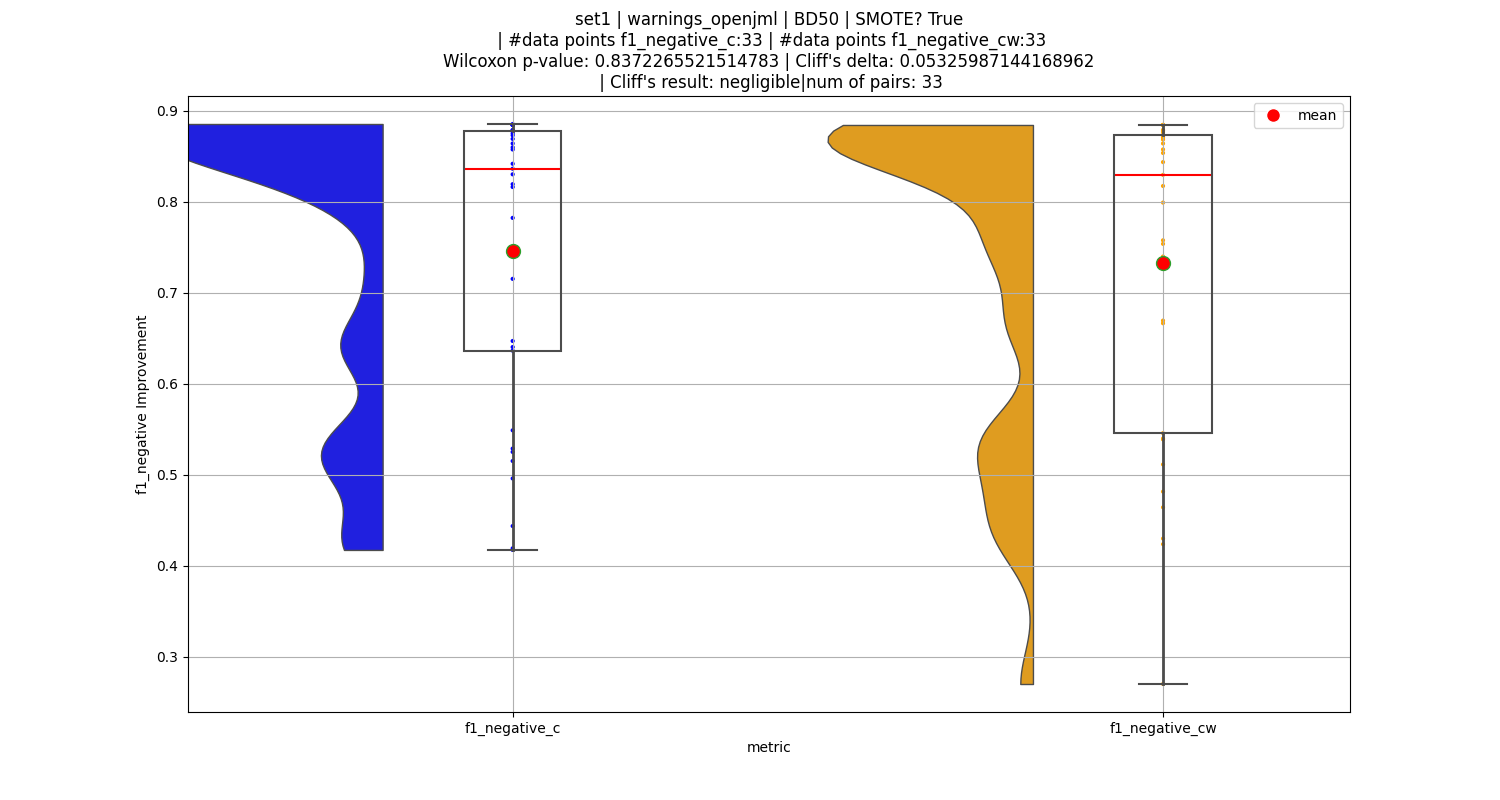 set1 | warnings_openjml | BD50 | SMOTE? True
| #data points f1_negative_c:33 | #data points f1_negative_cw:33
Wilcoxon p-value: 0.8372265521514783 | Cliff's delta: 0.05325987144168962
| Cliff's result: negligible|num of pairs: 33
mean
0.9
0.8
0.7
0.6
0.5
0.4
0.3
f1_negative Improvement
f1_negative_c
f1_negative_cw
metric